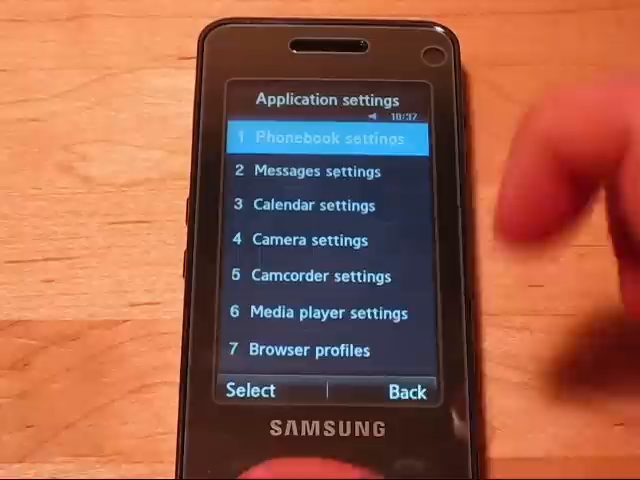 Application settings
10:37
1 Phonebook settings
2 Messages settings
3 Calendar settings
4 Camera settings
5 Camcorder settings
6 Media player settings
7 Browser profiles
Select Back
SAMSUNG